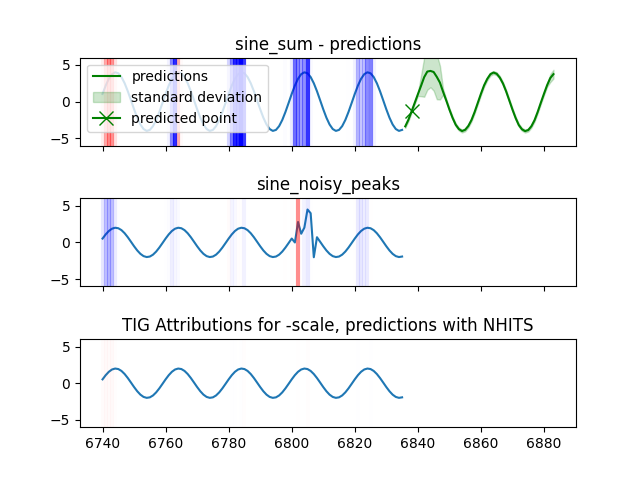 sine_sum - predictions
5
0
−5
predictions
standard deviation
predicted point
sine_noisy_peaks
5
0
−5
TIG Attributions for -scale, predictions with NHITS
5
0
−5
6740 6760 6780 6800 6820 6840 6860 6880